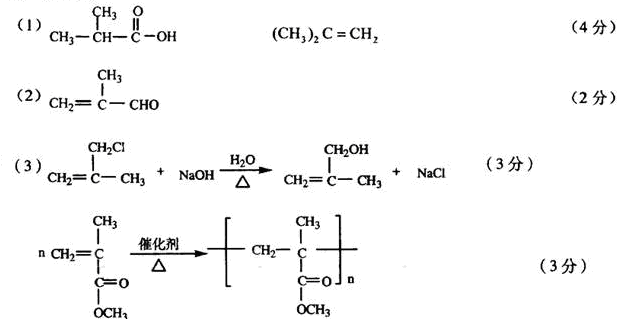 CH₃ O
(1) CH₃—CH—C—OH (CH₃)₂C=CH₂ (4分)
CH₃
(2) CH₂=C—CHO (2分)
CH₂Cl CH₂OH
(3) CH₂=C—CH₃ + NaOH H₂O △ CH₂=C—CH₃ + NaCl (3分)
CH₃ CH₃
n CH₂=C 催化剂 △ [CH₂—C]n
C=O C=O (3分)
OCH₃ OCH₃